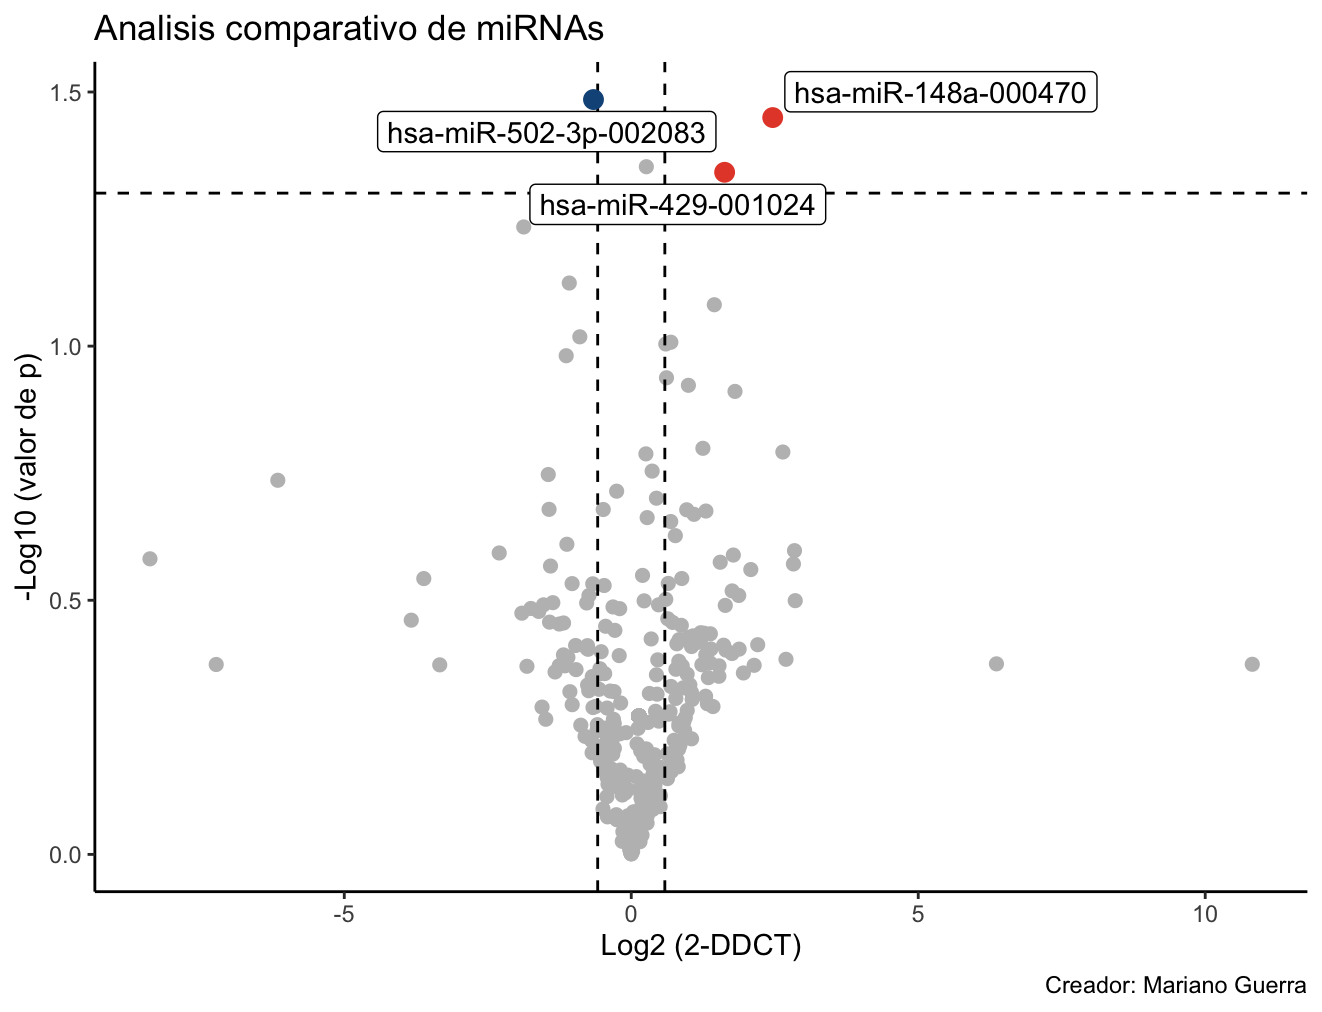 Analisis comparativo de miRNAs
1.5
hsa-miR-148a-000470
hsa-miR-502-3p-002083
hsa-miR-429-001024
1.0
-Log10 (valor de p)
0.5
0.0
-5
0
5
10
Log2 (2-DDCT)
Creador: Mariano Guerra